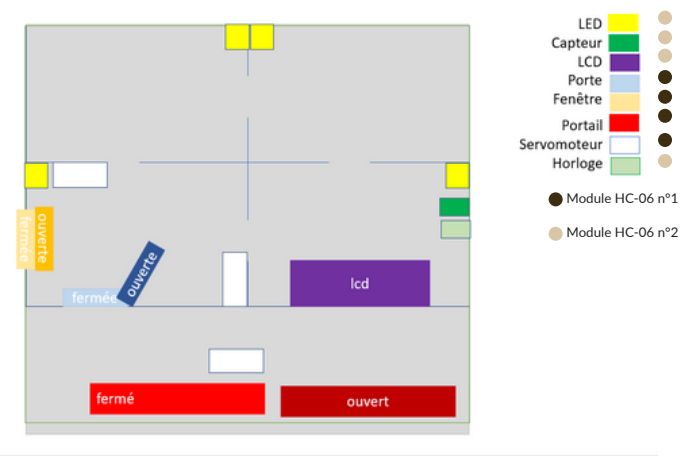 LED
Capteur
LCD
Porte
Fenêtre
Portail
Servomoteur
Horloge
Module HC-06 n°1
Module HC-06 n°2
fermée
ouverte
fermée
ouverte
lcd
fermé
ouvert